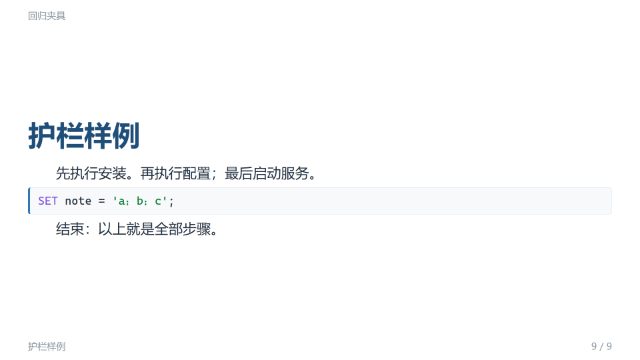 回归夹具
护栏样例
先执行安装。再执行配置；最后启动服务。
SET note = 'a：b：c';
结束：以上就是全部步骤。
护栏样例
9 / 9